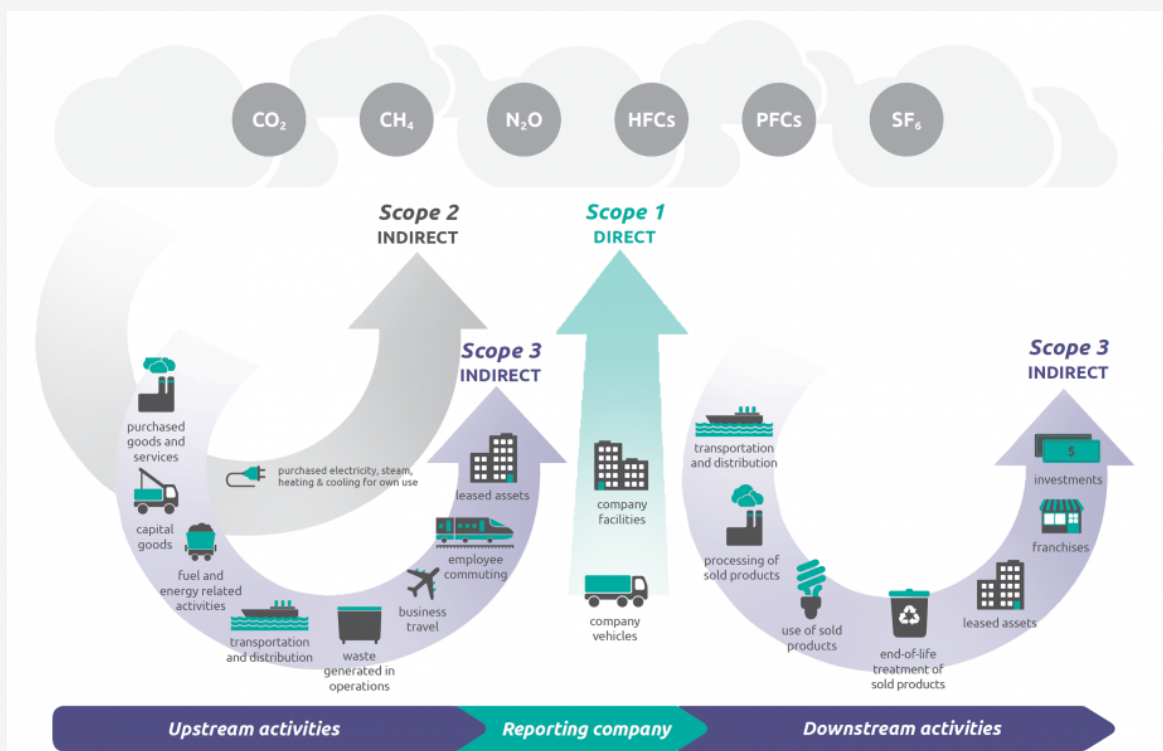 CO₂
CH₄
N₂O
HFCs
PFCs
SF₆
Scope 2
INDIRECT
Scope 1
DIRECT
Scope 3
INDIRECT
Scope 3
INDIRECT
purchased
goods and
services
capital
goods
fuel and
energy related
activities
purchased electricity, steam,
heating & cooling for own use
transportation
and distribution
waste
generated in
operations
business
travel
employee
commuting
leased assets
company
facilities
company
vehicles
transportation
and distribution
processing of
sold products
use of sold
products
end-of-life
treatment of
sold products
leased assets
franchises
$
investments
Upstream activities
Reporting company
Downstream activities